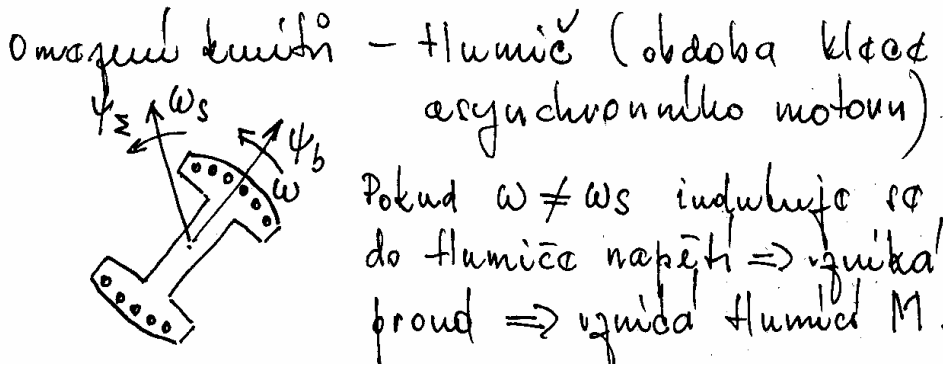 Omezení kmitů – tlumič (obdoba klece
asynchronního motoru)
ψΣ ωs
ψb
ω
Pokud ω ≠ ωs indukuje se
do tlumiče napětí ⇒ vzniká
proud ⇒ vzniká tlumící M.